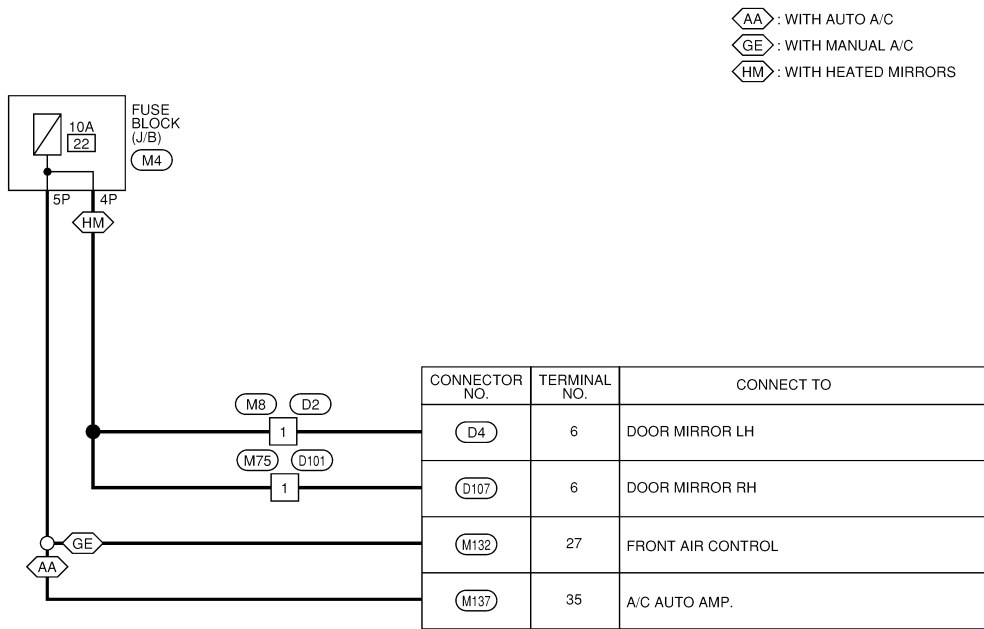 AA : WITH AUTO A/C
GE : WITH MANUAL A/C
HM : WITH HEATED MIRRORS
10A
22
FUSE
BLOCK
(J/B)
M4
5P 4P
HM
CONNECTOR NO. TERMINAL NO. CONNECT TO
M8 D2
1
D4 6 DOOR MIRROR LH
M75 D101
1
D107 6 DOOR MIRROR RH
GE
M132 27 FRONT AIR CONTROL
AA
M137 35 A/C AUTO AMP.